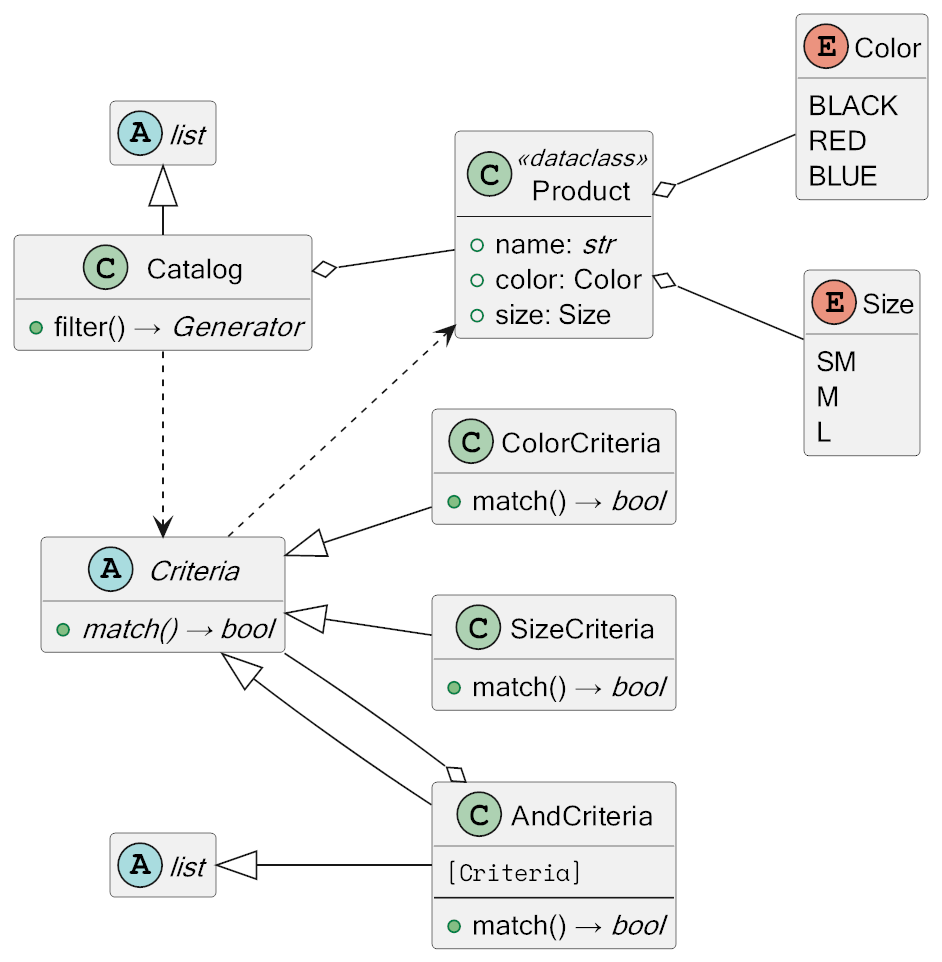 E Color
BLACK
RED
BLUE
A list
C «dataclass»
Product
name: str
color: Color
size: Size
C Catalog
filter() → Generator
E Size
SM
M
L
C ColorCriteria
match() → bool
A Criteria
match() → bool
C SizeCriteria
match() → bool
C AndCriteria
[Criteria]
match() → bool
A list